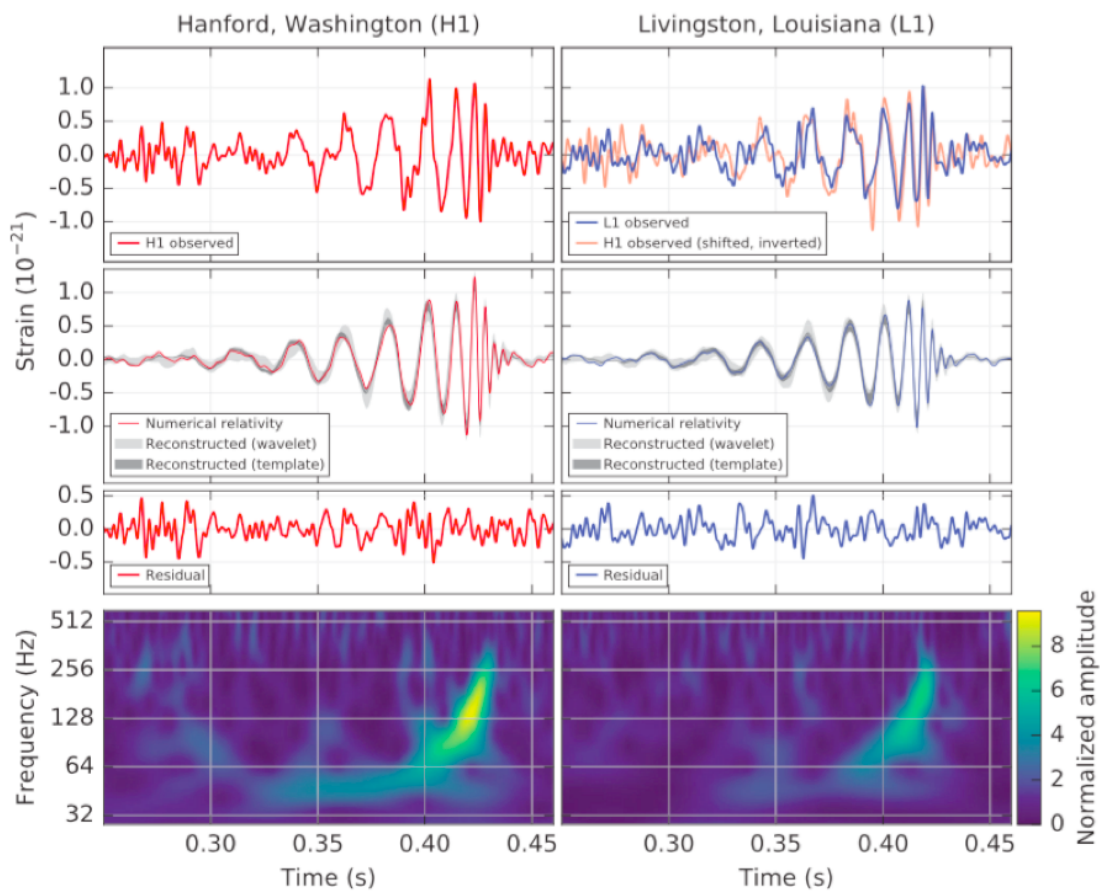 Hanford, Washington (H1)
Livingston, Louisiana (L1)
Strain (10⁻²¹)
1.0
0.5
0.0
-0.5
-1.0
H1 observed
L1 observed
H1 observed (shifted, inverted)
1.0
0.5
0.0
-0.5
-1.0
Numerical relativity
Reconstructed (wavelet)
Reconstructed (template)
Numerical relativity
Reconstructed (wavelet)
Reconstructed (template)
0.5
0.0
-0.5
Residual
Residual
Frequency (Hz)
512
256
128
64
32
8
6
4
2
0
Normalized amplitude
0.30
0.35
0.40
0.45
0.30
0.35
0.40
0.45
Time (s)
Time (s)